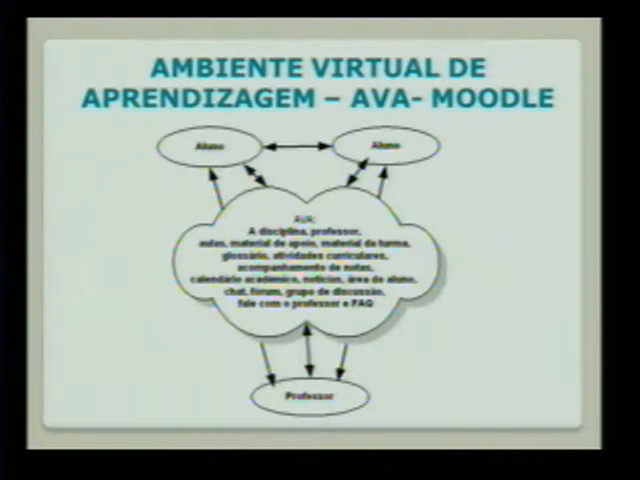 AMBIENTE VIRTUAL DE
APRENDIZAGEM – AVA- MOODLE
Aluno
Aluno
AVA:
A disciplina, professor,
aulas, material de apoio, material da turma,
glossário, atividades curriculares,
acompanhamento de notas,
calendário acadêmico, notícias, área do aluno,
chat, fórum, grupo de discussão,
fale com o professor e FAQ
Professor